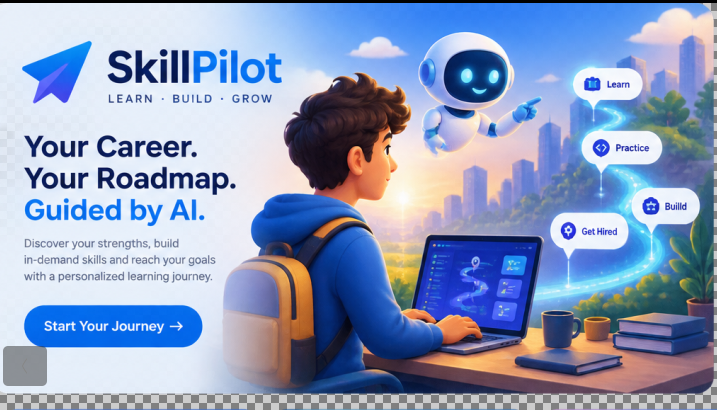 SkillPilot
LEARN · BUILD · GROW
Your Career.
Your Roadmap.
Guided by AI.
Discover your strengths, build
in-demand skills and reach your goals
with a personalized learning journey.
Start Your Journey →
Learn
Practice
Build
Get Hired